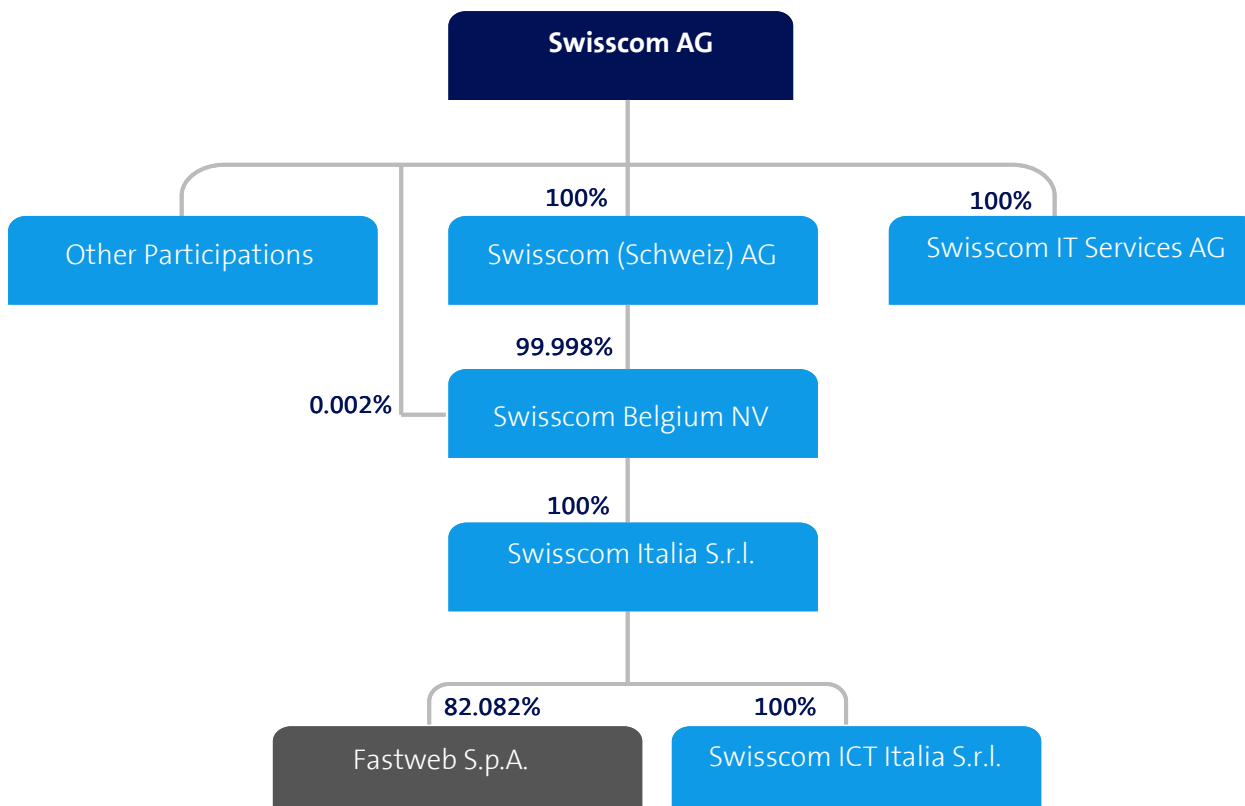 Swisscom AG
100%
100%
Other Participations
Swisscom (Schweiz) AG
Swisscom IT Services AG
99.998%
0.002%
Swisscom Belgium NV
100%
Swisscom Italia S.r.l.
82.082%
100%
Fastweb S.p.A.
Swisscom ICT Italia S.r.l.